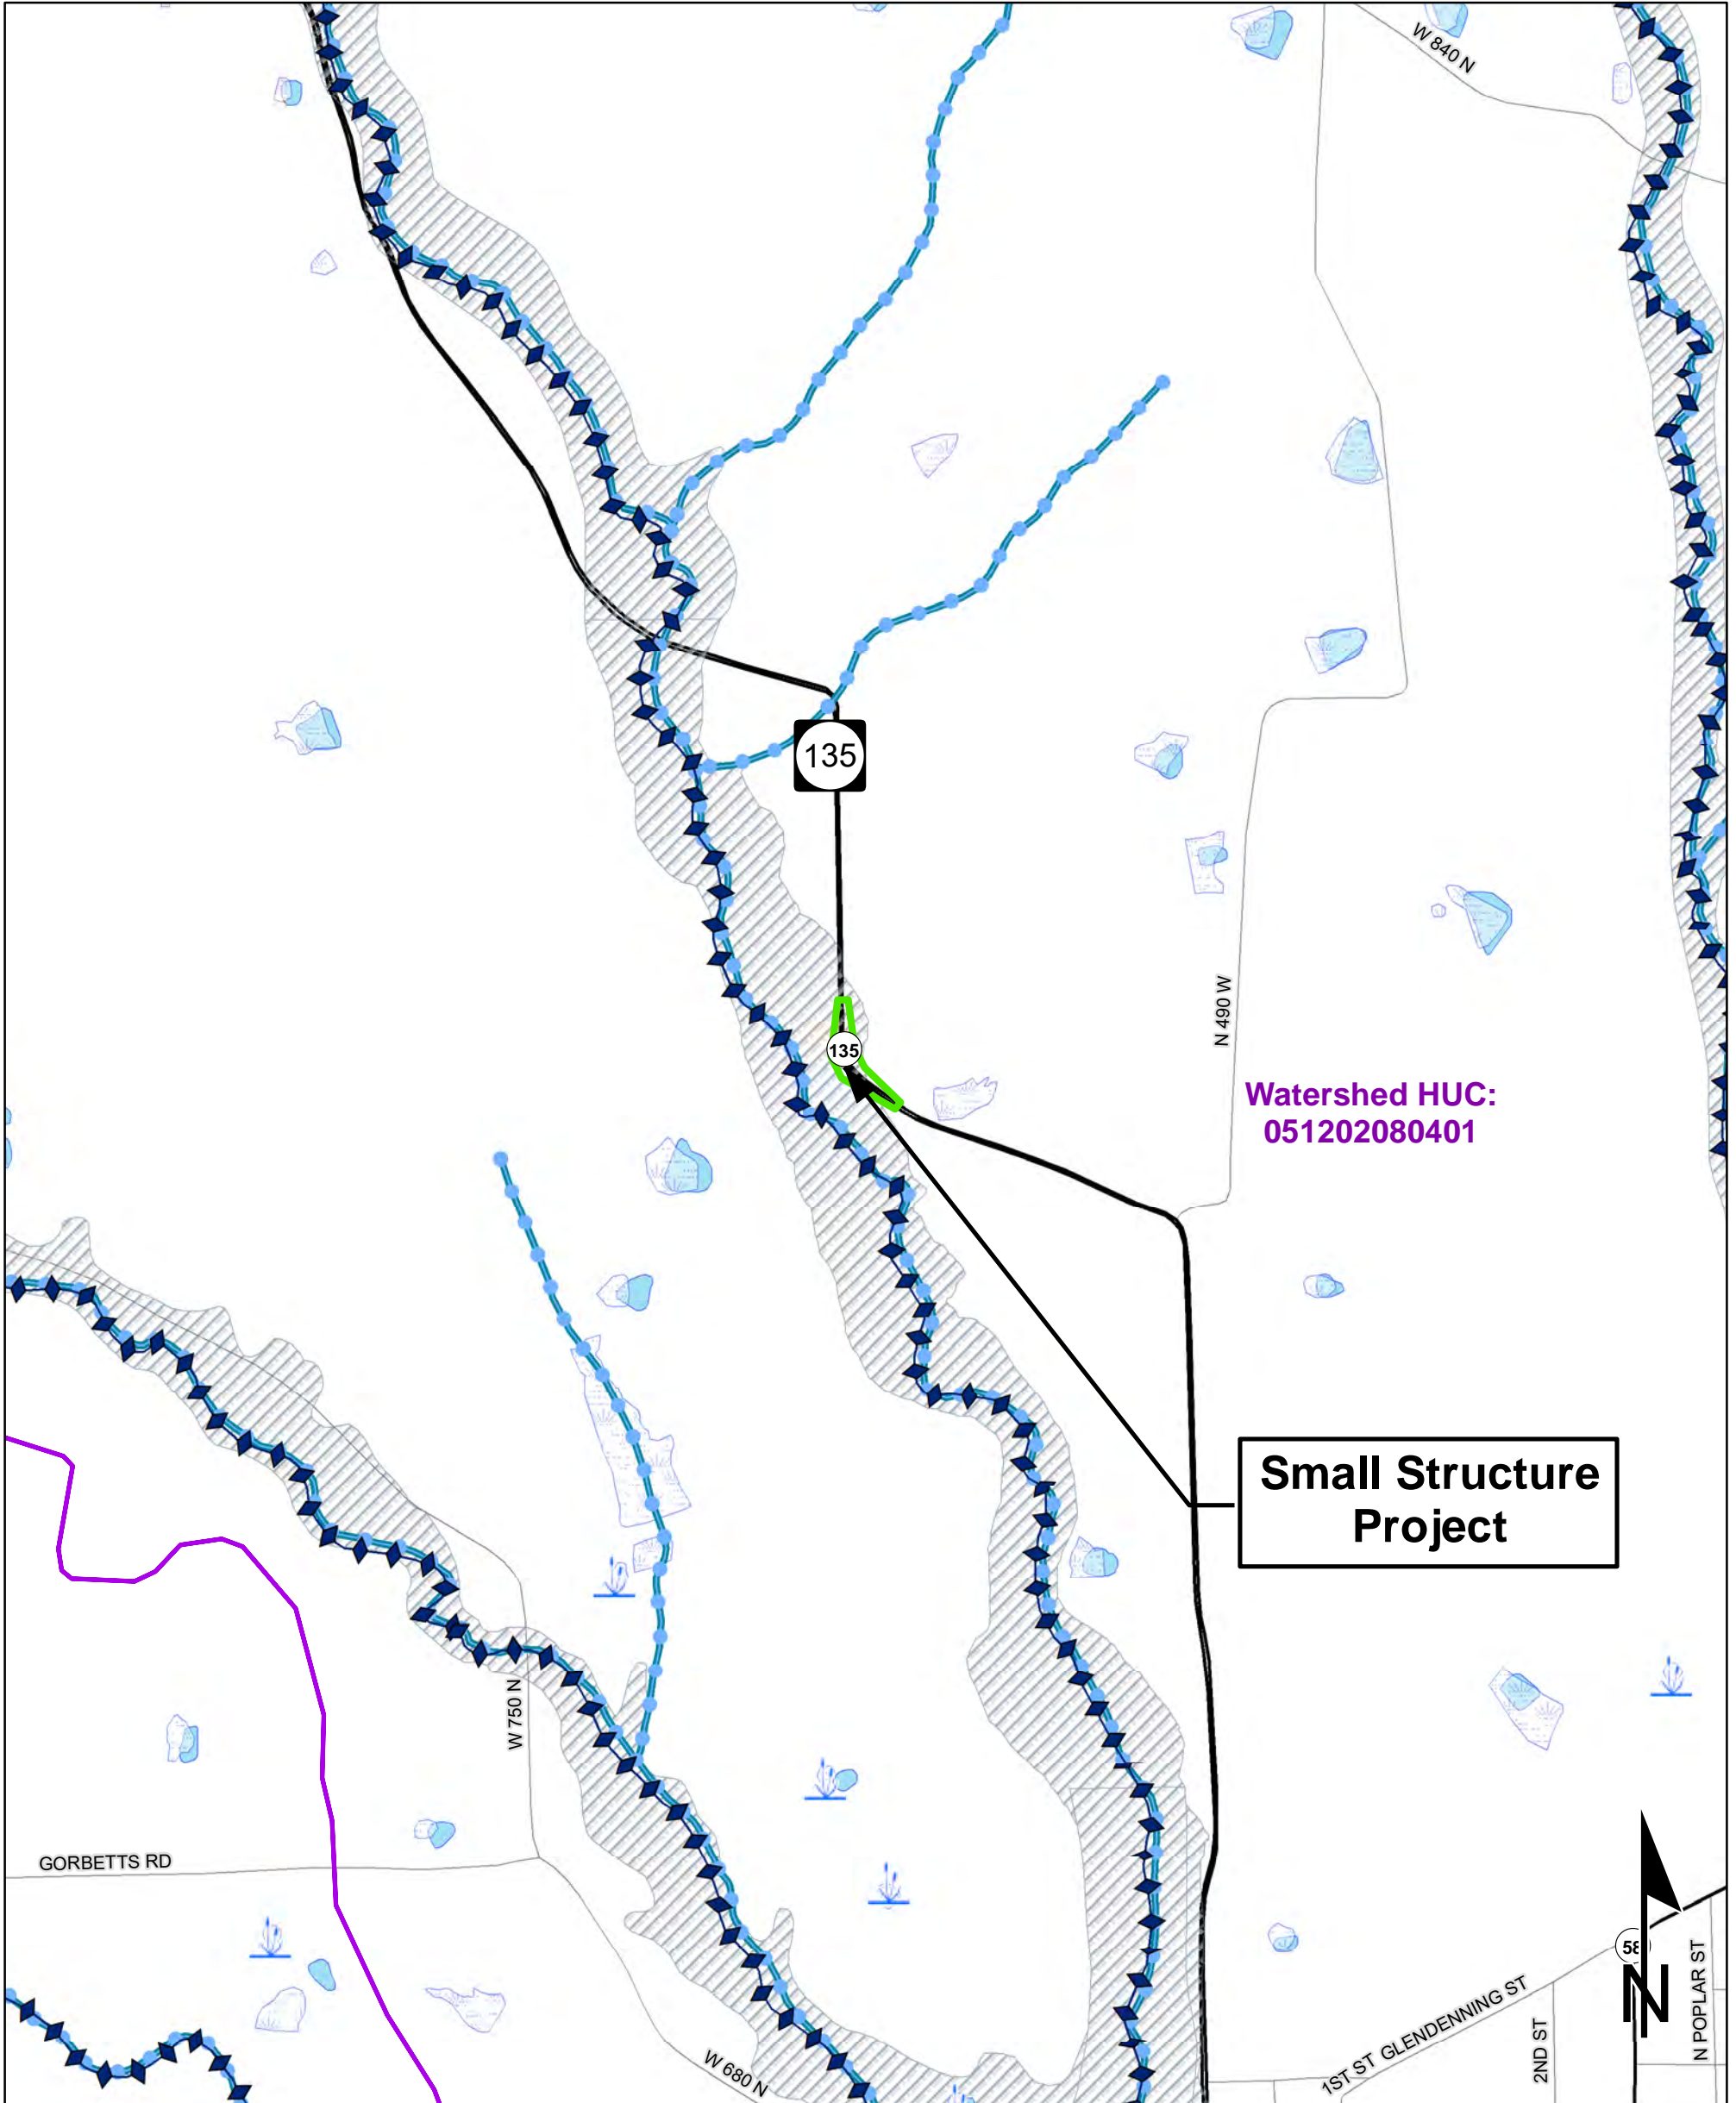 W 840 N
135
N 490 W
135
Watershed HUC:
051202080401
Small Structure
Project
W 750 N
GORBETTS RD
58
N
N POPLAR ST
1ST ST GLENDENNING ST
2ND ST
W 680 N